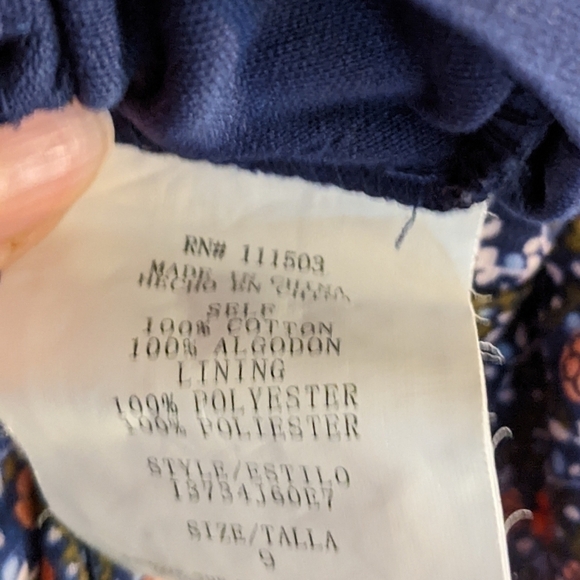 RN# 111503
MADE IN CHINA
HECHO EN CHINA
SELF
100% COTTON
100% ALGODON
LINING
100% POLYESTER
100% POLIESTER
STYLE/ESTILO
13734J60E7
SIZE/TALLA
9